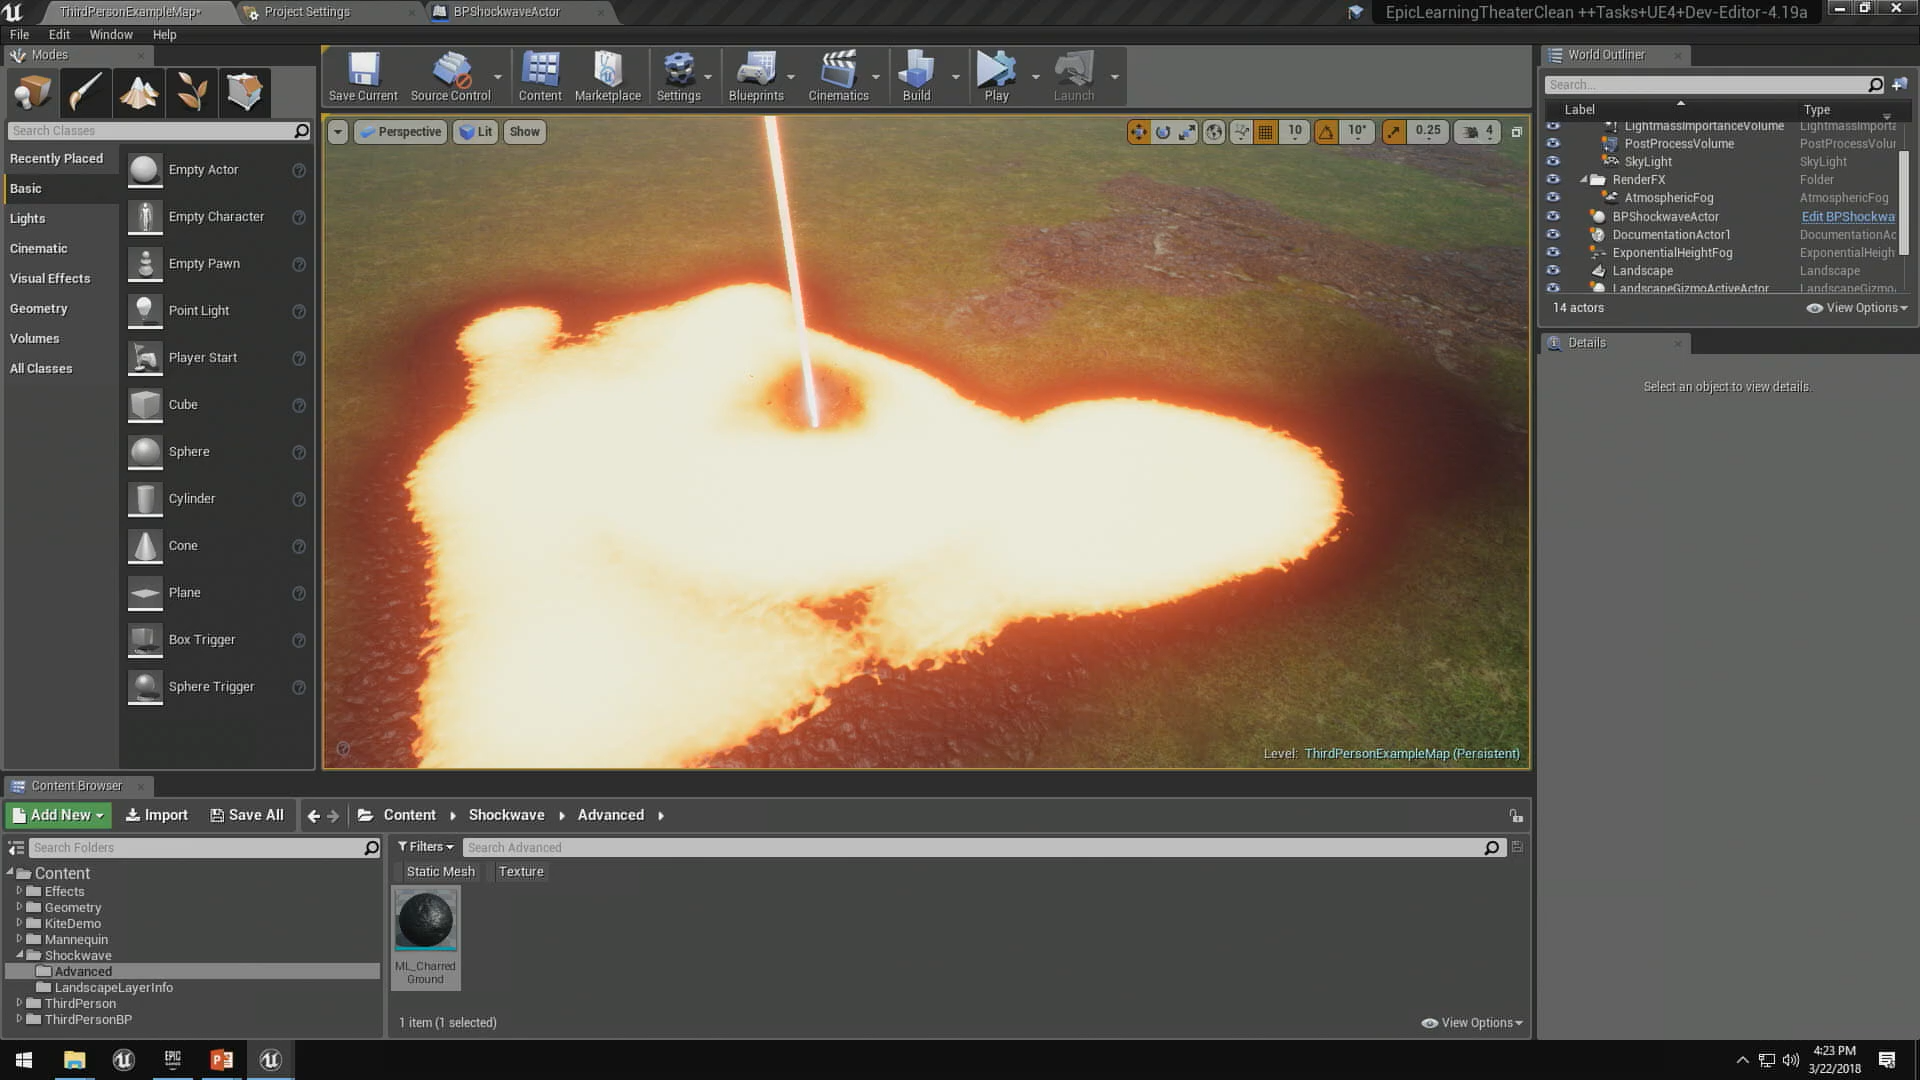 ThirdPersonExampleMap*
Project Settings
BPShockwaveActor
EpicLearningTheaterClean ++Tasks+UE4+Dev-Editor-4.19a
File Edit Window Help
Modes
Search Classes
Recently Placed
Basic
Lights
Cinematic
Visual Effects
Geometry
Volumes
All Classes
Empty Actor
Empty Character
Empty Pawn
Point Light
Player Start
Cube
Sphere
Cylinder
Cone
Plane
Box Trigger
Sphere Trigger
Save Current
Source Control
Content
Marketplace
Settings
Blueprints
Cinematics
Build
Play
Launch
Perspective
Lit
Show
10
10°
0.25
4
Level: ThirdPersonExampleMap (Persistent)
World Outliner
Search...
Label Type
LightmassImportanceVolume LightmassImporta
PostProcessVolume PostProcessVolur
SkyLight SkyLight
RenderFX Folder
AtmosphericFog AtmosphericFog
BPShockwaveActor Edit BPShockwa
DocumentationActor1 DocumentationAc
ExponentialHeightFog ExponentialHeigh
Landscape Landscape
LandscapeGizmoActiveActor LandscapeGizmo
14 actors
View Options
Details
Select an object to view details.
Content Browser
Add New
Import
Save All
Content
Shockwave
Advanced
Search Folders
Content
Effects
Geometry
KiteDemo
Mannequin
Shockwave
Advanced
LandscapeLayerInfo
ThirdPerson
ThirdPersonBP
Filters
Search Advanced
Static Mesh
Texture
ML_Charred
Ground
1 item (1 selected)
View Options
EPIC
4:23 PM
3/22/2018